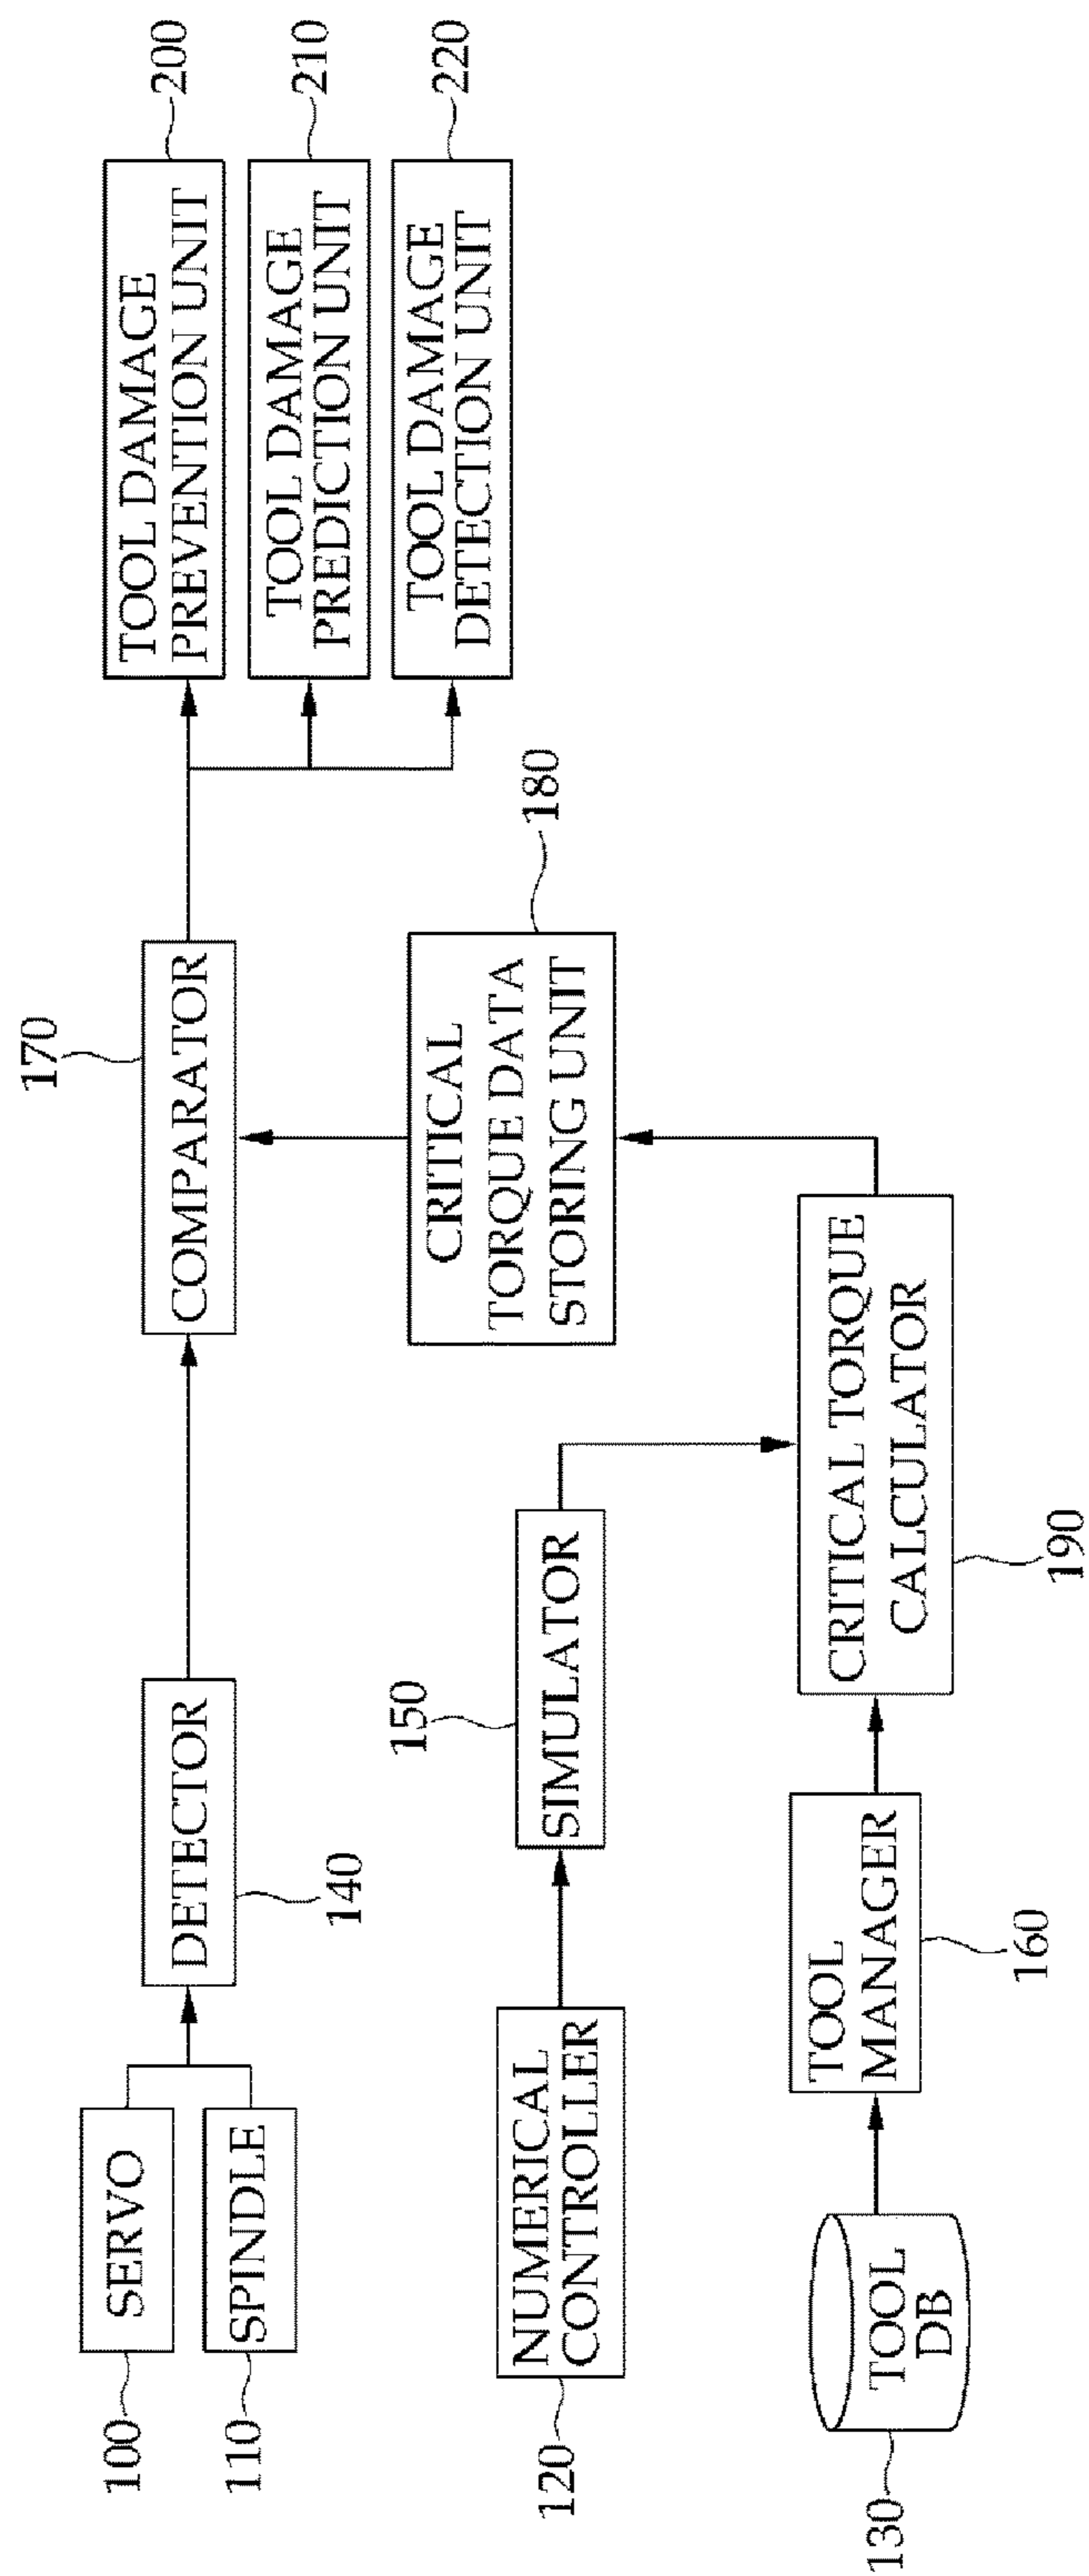 100
SERVO
110
SPINDLE
DETECTOR
140
170
COMPARATOR
TOOL DAMAGE
PREVENTION UNIT
200
TOOL DAMAGE
PREDICTION UNIT
210
TOOL DAMAGE
DETECTION UNIT
220
CRITICAL
TORQUE DATA
STORING UNIT
180
120
NUMERICAL
CONTROLLER
150
SIMULATOR
130
TOOL
DB
TOOL
MANAGER
160
CRITICAL TORQUE
CALCULATOR
190